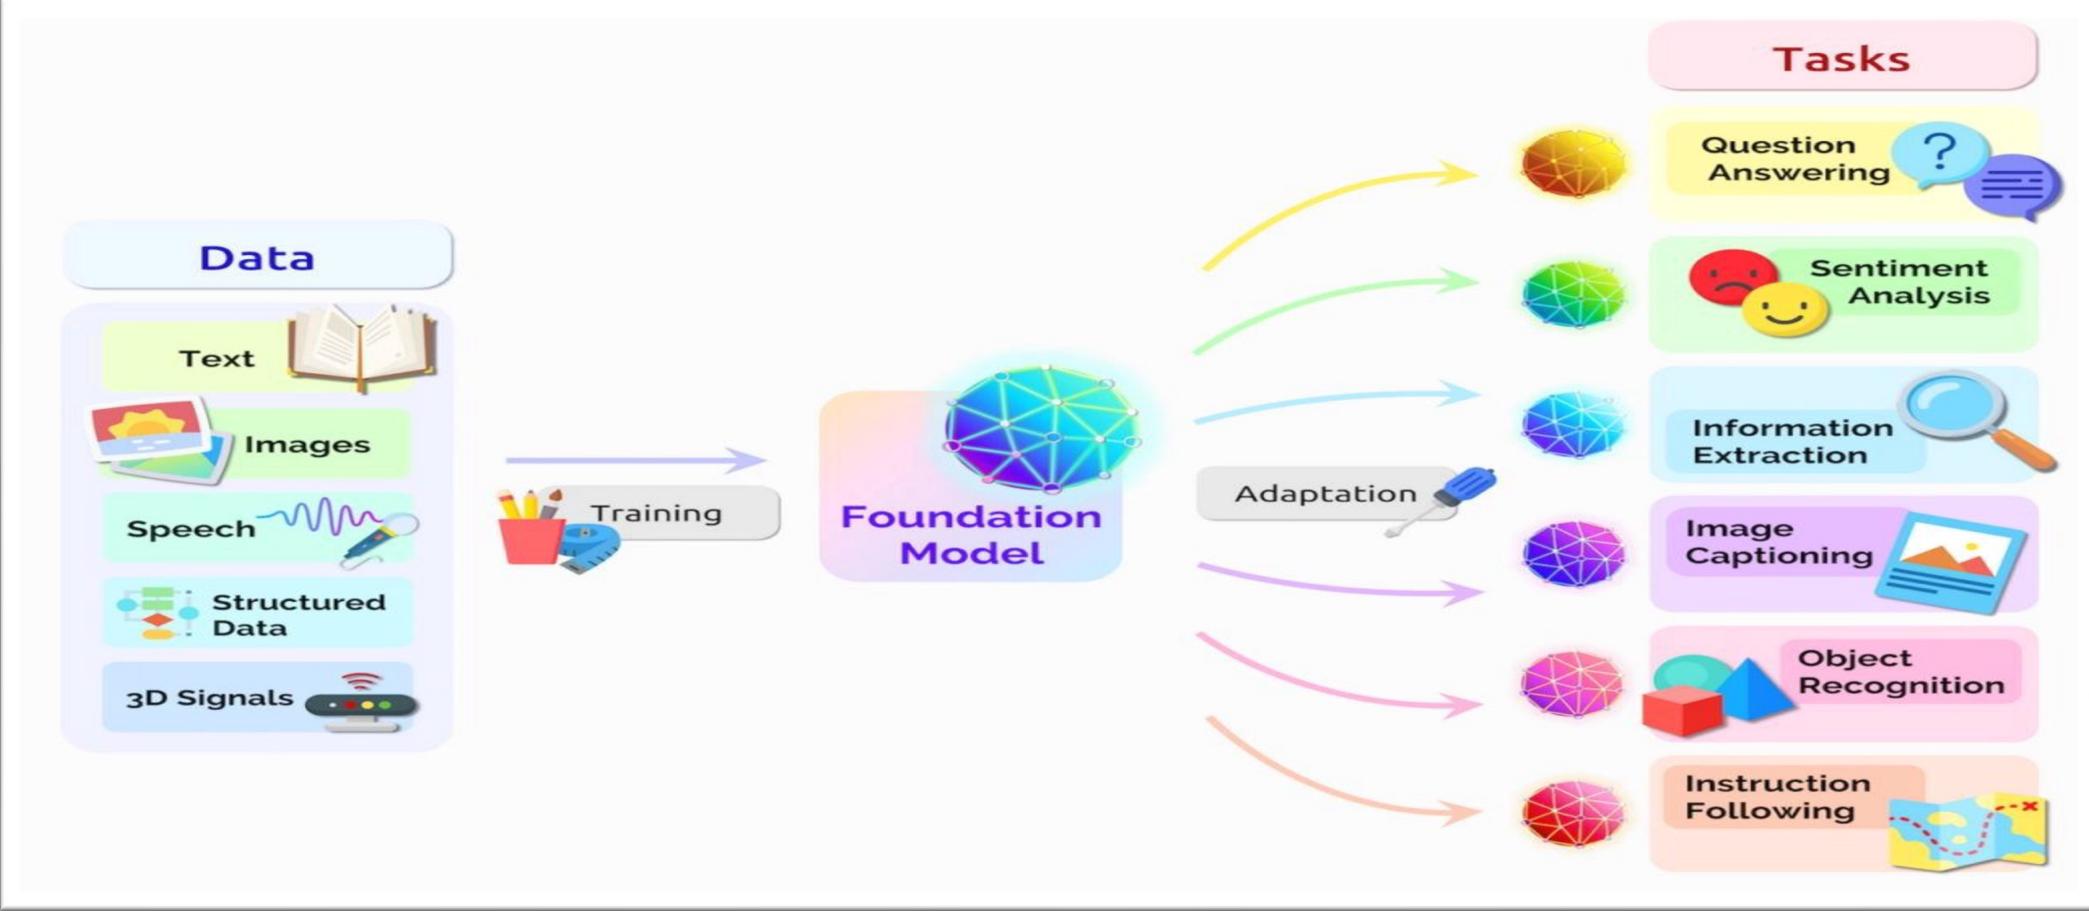 Data
Text
Images
Speech
Structured
Data
3D Signals
Training
Foundation
Model
Adaptation
Tasks
Question
Answering
?
Sentiment
Analysis
Information
Extraction
Image
Captioning
Object
Recognition
Instruction
Following